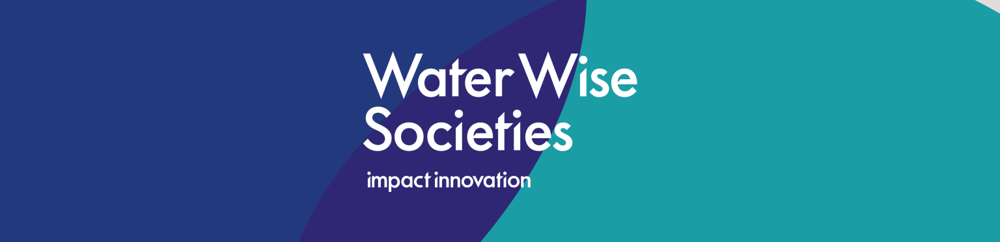 Water Wise
Societies
impact innovation